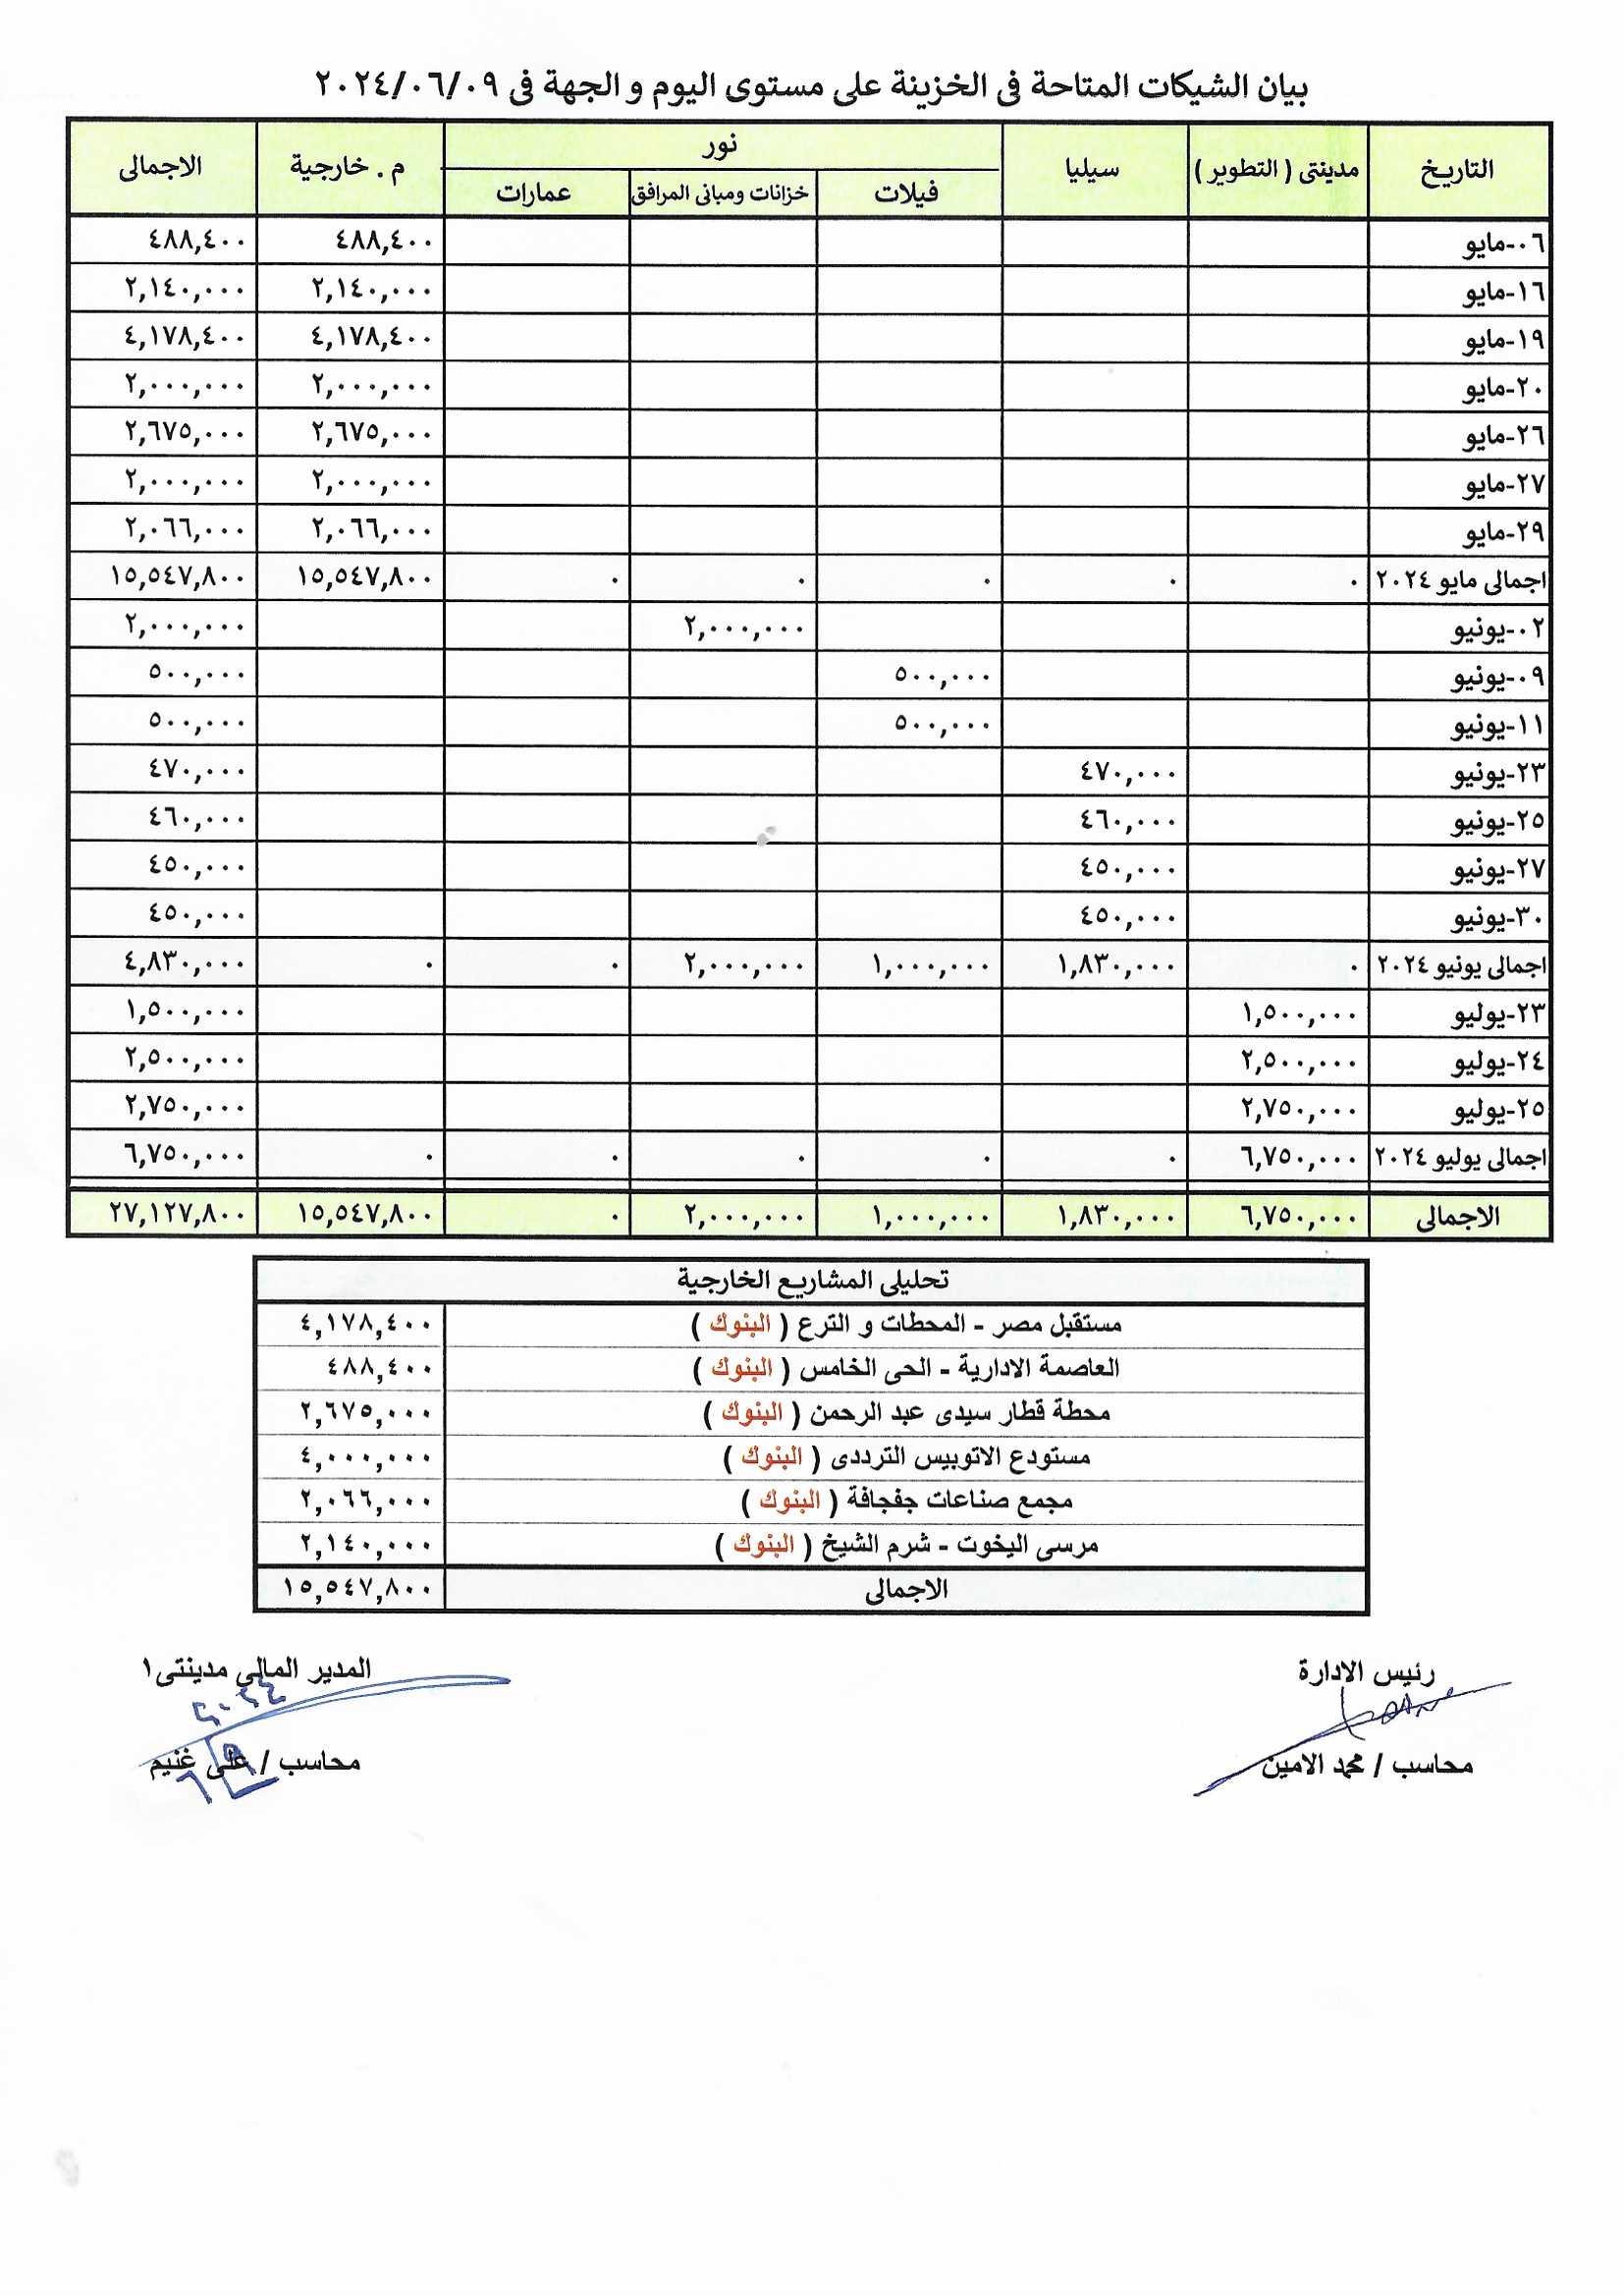 بيان الشيكات المتاحة فى الخزينة على مستوى اليوم و الجهة فى ٢٠٢٤/٠٦/٠٩
التاريخ مدينتى ( التطوير ) سيليا نور م . خارجية الاجمالى
فيلات خزانات ومبانى المرافق عمارات
٠٦-مايو ٤٨٨,٤٠٠ ٤٨٨,٤٠٠
١٦-مايو ٢,١٤٠,٠٠٠ ٢,١٤٠,٠٠٠
١٩-مايو ٤,١٧٨,٤٠٠ ٤,١٧٨,٤٠٠
٢٠-مايو ٢,٠٠٠,٠٠٠ ٢,٠٠٠,٠٠٠
٢٦-مايو ٢,٦٧٥,٠٠٠ ٢,٦٧٥,٠٠٠
٢٧-مايو ٢,٠٠٠,٠٠٠ ٢,٠٠٠,٠٠٠
٢٩-مايو ٢,٠٦٦,٠٠٠ ٢,٠٦٦,٠٠٠
اجمالى مايو ٢٠٢٤ ٠ ٠ ٠ ٠ ٠ ١٥,٥٤٧,٨٠٠ ١٥,٥٤٧,٨٠٠
٠٢-يونيو ٢,٠٠٠,٠٠٠ ٢,٠٠٠,٠٠٠
٠٩-يونيو ٥٠٠,٠٠٠ ٥٠٠,٠٠٠
١١-يونيو ٥٠٠,٠٠٠ ٥٠٠,٠٠٠
٢٣-يونيو ٤٧٠,٠٠٠ ٤٧٠,٠٠٠
٢٥-يونيو ٤٦٠,٠٠٠ ٤٦٠,٠٠٠
٢٧-يونيو ٤٥٠,٠٠٠ ٤٥٠,٠٠٠
٣٠-يونيو ٤٥٠,٠٠٠ ٤٥٠,٠٠٠
اجمالى يونيو ٢٠٢٤ ٠ ١,٨٣٠,٠٠٠ ١,٠٠٠,٠٠٠ ٢,٠٠٠,٠٠٠ ٠ ٠ ٤,٨٣٠,٠٠٠
٢٣-يوليو ١,٥٠٠,٠٠٠ ١,٥٠٠,٠٠٠
٢٤-يوليو ٢,٥٠٠,٠٠٠ ٢,٥٠٠,٠٠٠
٢٥-يوليو ٢,٧٥٠,٠٠٠ ٢,٧٥٠,٠٠٠
اجمالى يوليو ٢٠٢٤ ٦,٧٥٠,٠٠٠ ٠ ٠ ٠ ٠ ٠ ٦,٧٥٠,٠٠٠
الاجمالى ٦,٧٥٠,٠٠٠ ١,٨٣٠,٠٠٠ ١,٠٠٠,٠٠٠ ٢,٠٠٠,٠٠٠ ٠ ١٥,٥٤٧,٨٠٠ ٢٧,١٢٧,٨٠٠
تحليلى المشاريع الخارجية
مستقبل مصر - المحطات و الترع ( البنوك ) ٤,١٧٨,٤٠٠
العاصمة الادارية - الحى الخامس ( البنوك ) ٤٨٨,٤٠٠
محطة قطار سيدى عبد الرحمن ( البنوك ) ٢,٦٧٥,٠٠٠
مستودع الاتوبيس الترددى ( البنوك ) ٤,٠٠٠,٠٠٠
مجمع صناعات جفجافة ( البنوك ) ٢,٠٦٦,٠٠٠
مرسى اليخوت - شرم الشيخ ( البنوك ) ٢,١٤٠,٠٠٠
الاجمالى ١٥,٥٤٧,٨٠٠
رئيس الادارة المدير المالى مدينتى١
٢٠٢٤
محاسب / محمد الامين محاسب / على غنيم
٦ ٩